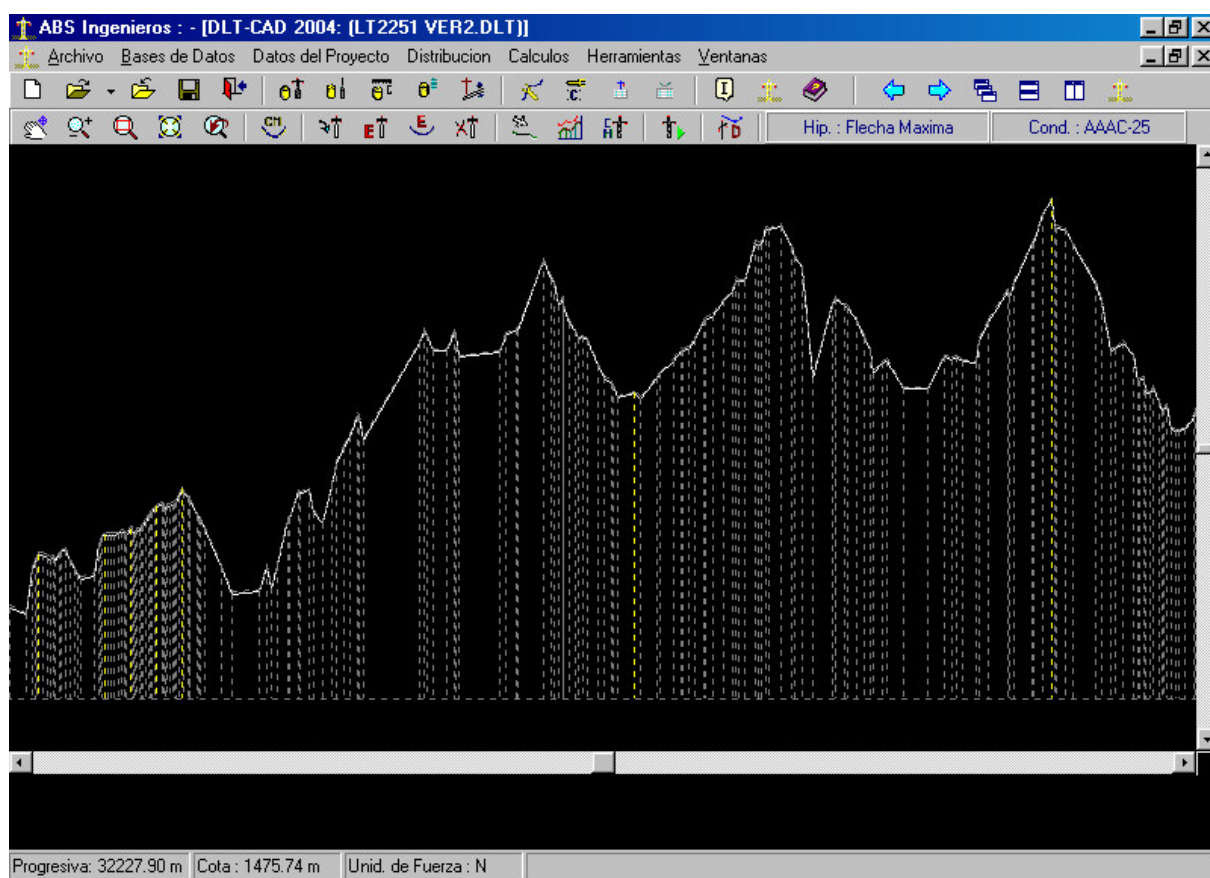 ABS Ingenieros : - [DLT-CAD 2004: (LT2251 VER2.DLT)]
Archivo Bases de Datos Datos del Proyecto Distribucion Calculos Herramientas Ventanas
Hip. : Flecha Maxima Cond. : AAAC-25
Progresiva: 32227.90 m Cota : 1475.74 m Unid. de Fuerza : N